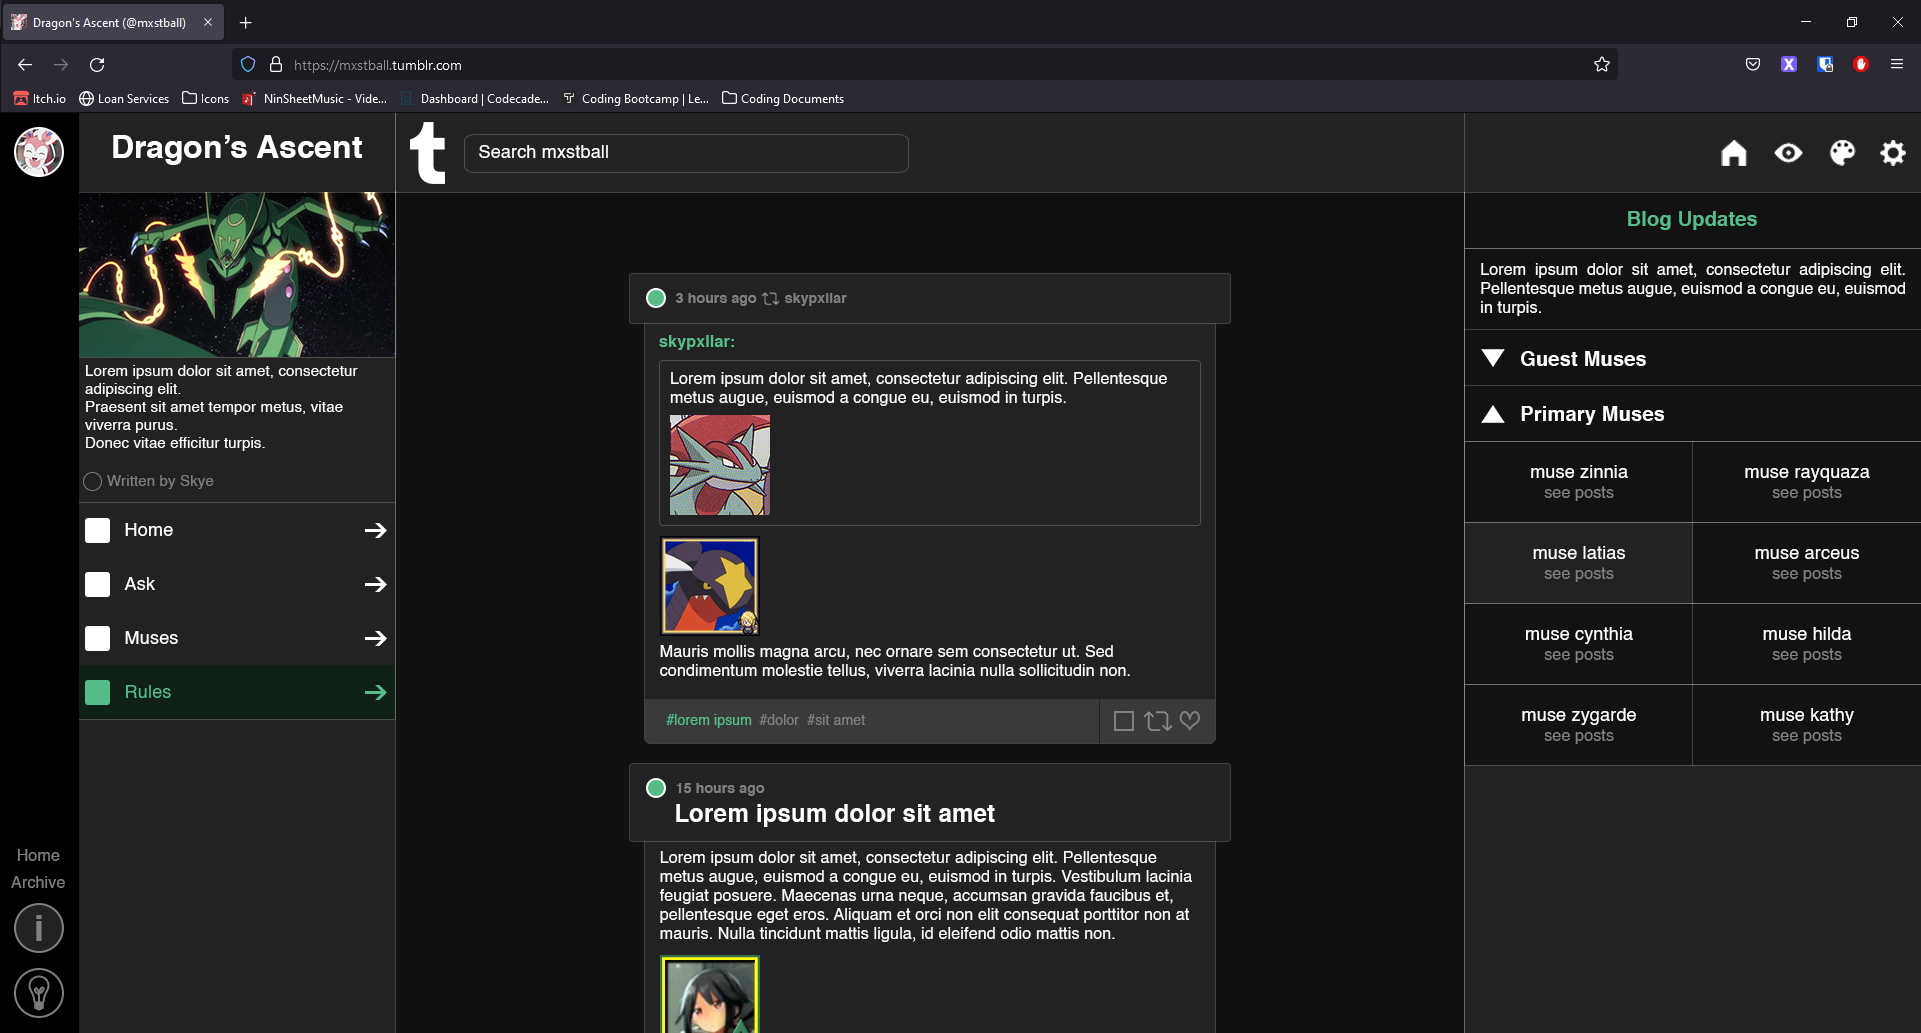 Dragon's Ascent (@mxstball)
https://mxstball.tumblr.com
Itch.io
Loan Services
Icons
NinSheetMusic - Vide...
Dashboard | Codecade...
Coding Bootcamp | Le...
Coding Documents
Dragon’s Ascent
t
Search mxstball
Lorem ipsum dolor sit amet, consectetur
adipiscing elit.
Praesent sit amet tempor metus, vitae
viverra purus.
Donec vitae efficitur turpis.
Written by Skye
Home
Ask
Muses
Rules
Home
Archive
i
3 hours ago skypxllar
skypxllar:
Lorem ipsum dolor sit amet, consectetur adipiscing elit. Pellentesque
metus augue, euismod a congue eu, euismod in turpis.
Mauris mollis magna arcu, nec ornare sem consectetur ut. Sed
condimentum molestie tellus, viverra lacinia nulla sollicitudin non.
#lorem ipsum #dolor #sit amet
15 hours ago
Lorem ipsum dolor sit amet
Lorem ipsum dolor sit amet, consectetur adipiscing elit. Pellentesque
metus augue, euismod a congue eu, euismod in turpis. Vestibulum lacinia
feugiat posuere. Maecenas urna neque, accumsan gravida faucibus et,
pellentesque eget eros. Aliquam et orci non elit consequat porttitor non at
mauris. Nulla tincidunt mattis ligula, id eleifend odio mattis non.
Blog Updates
Lorem ipsum dolor sit amet, consectetur adipiscing elit.
Pellentesque metus augue, euismod a congue eu, euismod
in turpis.
Guest Muses
Primary Muses
muse zinnia
see posts
muse rayquaza
see posts
muse latias
see posts
muse arceus
see posts
muse cynthia
see posts
muse hilda
see posts
muse zygarde
see posts
muse kathy
see posts